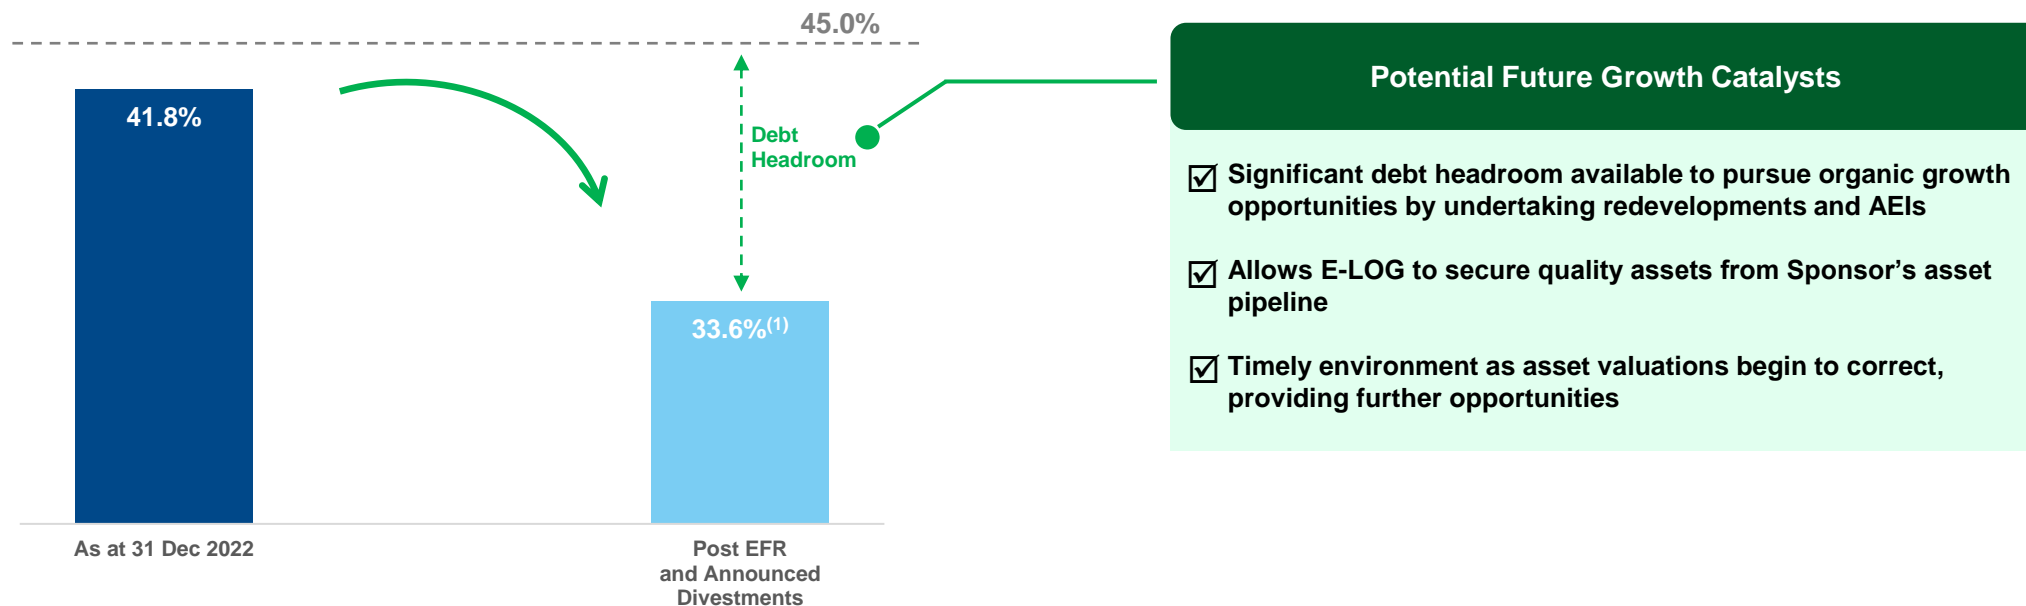 45.0%
41.8%
Debt
Headroom
33.6%(1)
As at 31 Dec 2022
Post EFR
and Announced
Divestments
Potential Future Growth Catalysts
Significant debt headroom available to pursue organic growth
opportunities by undertaking redevelopments and AEIs
Allows E-LOG to secure quality assets from Sponsor’s asset
pipeline
Timely environment as asset valuations begin to correct,
providing further opportunities